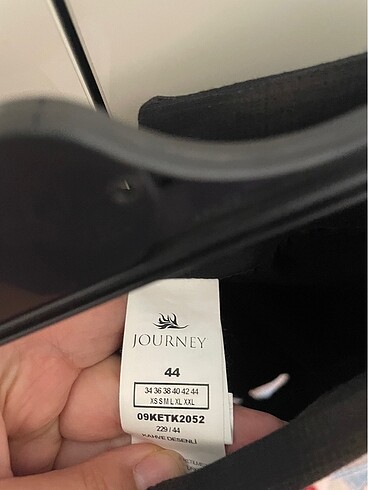 JOURNEY
44
34 36 38 40 42 44
XS S M L XL XXL
09KETK2052
229 / 44
KAHVE DESENLİ